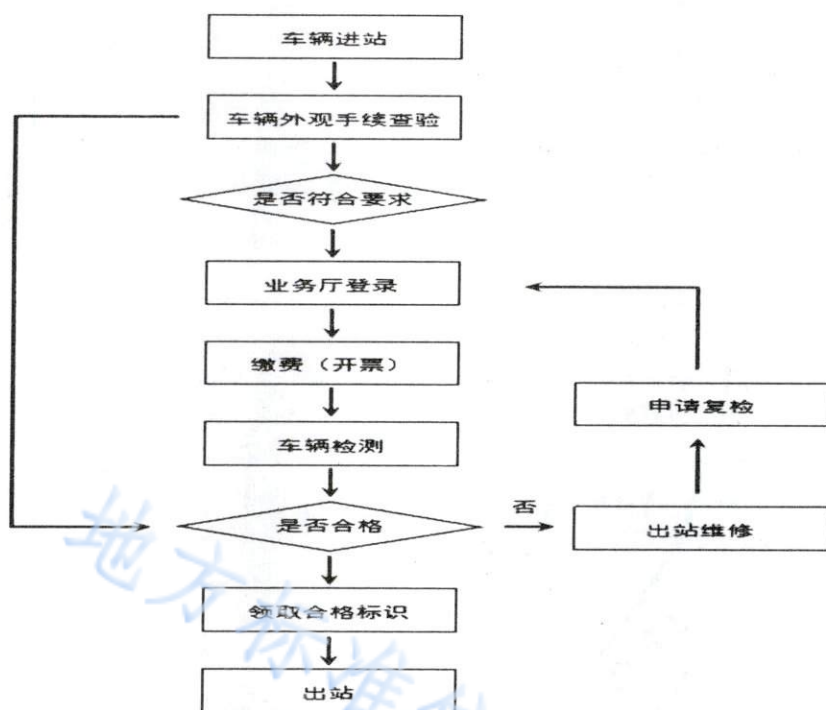 车辆进站
车辆外观手续查验
是否符合要求
业务厅登录
缴费（开票）
申请复检
车辆检测
是否合格
否
出站维修
领取合格标识
出站
地方标准